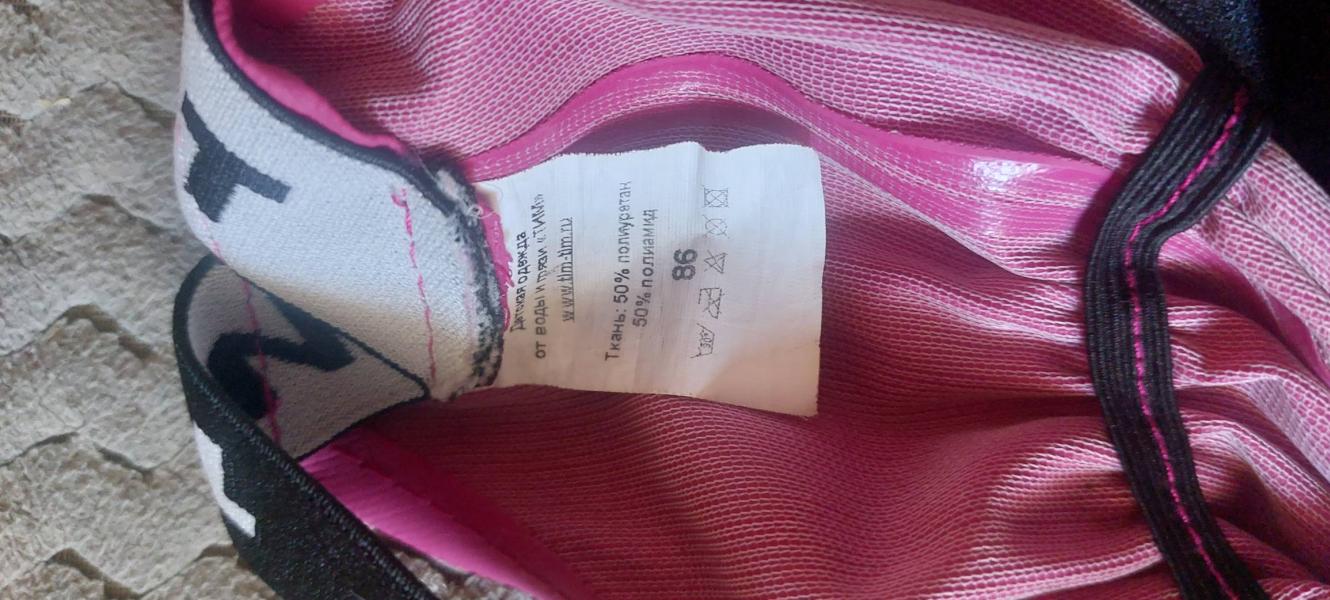 Детская одежда
от воды и грязи «ТИМ»
www.tim-tim.ru
Ткань: 50% полиуретан
50% полиамид
86